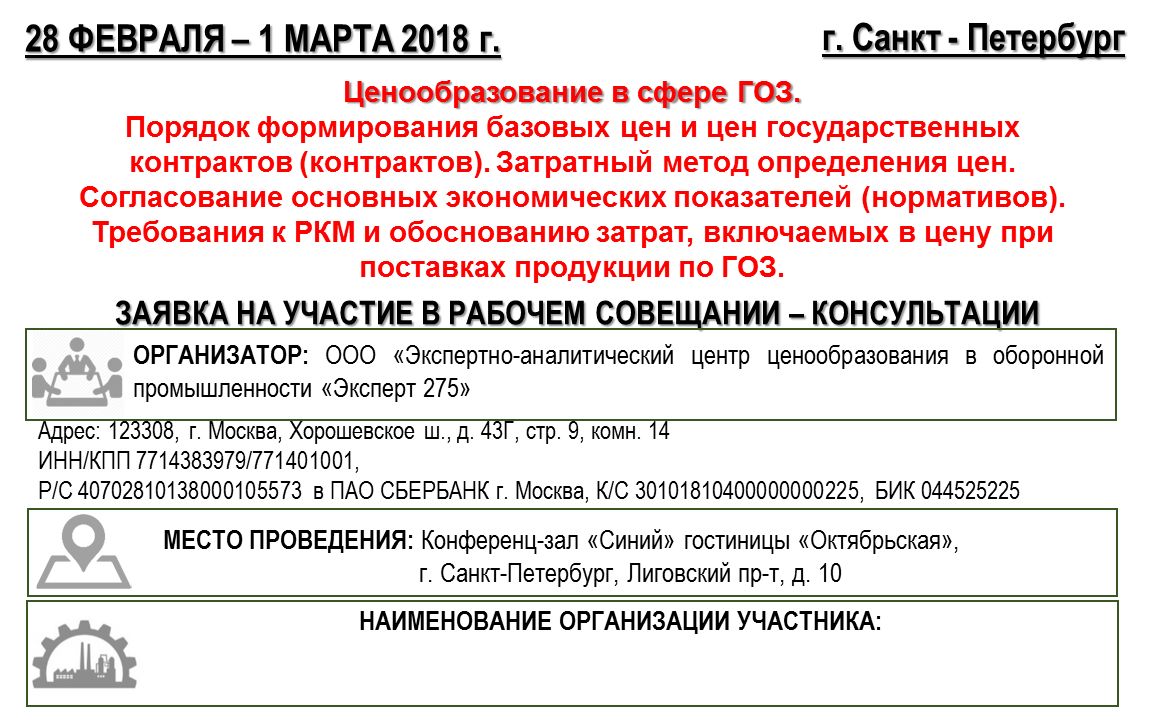 28 ФЕВРАЛЯ – 1 МАРТА 2018 г.
г. Санкт - Петербург
Ценообразование в сфере ГОЗ.
Порядок формирования базовых цен и цен государственных
контрактов (контрактов). Затратный метод определения цен.
Согласование основных экономических показателей (нормативов).
Требования к РКМ и обоснованию затрат, включаемых в цену при
поставках продукции по ГОЗ.
ЗАЯВКА НА УЧАСТИЕ В РАБОЧЕМ СОВЕЩАНИИ – КОНСУЛЬТАЦИИ
ОРГАНИЗАТОР: ООО «Экспертно-аналитический центр ценообразования в оборонной
промышленности «Эксперт 275»
Адрес: 123308, г. Москва, Хорошевское ш., д. 43Г, стр. 9, комн. 14
ИНН/КПП 7714383979/771401001,
Р/С 40702810138000105573 в ПАО СБЕРБАНК г. Москва, К/С 30101810400000000225, БИК 044525225
МЕСТО ПРОВЕДЕНИЯ: Конференц-зал «Синий» гостиницы «Октябрьская»,
г. Санкт-Петербург, Лиговский пр-т, д. 10
НАИМЕНОВАНИЕ ОРГАНИЗАЦИИ УЧАСТНИКА: